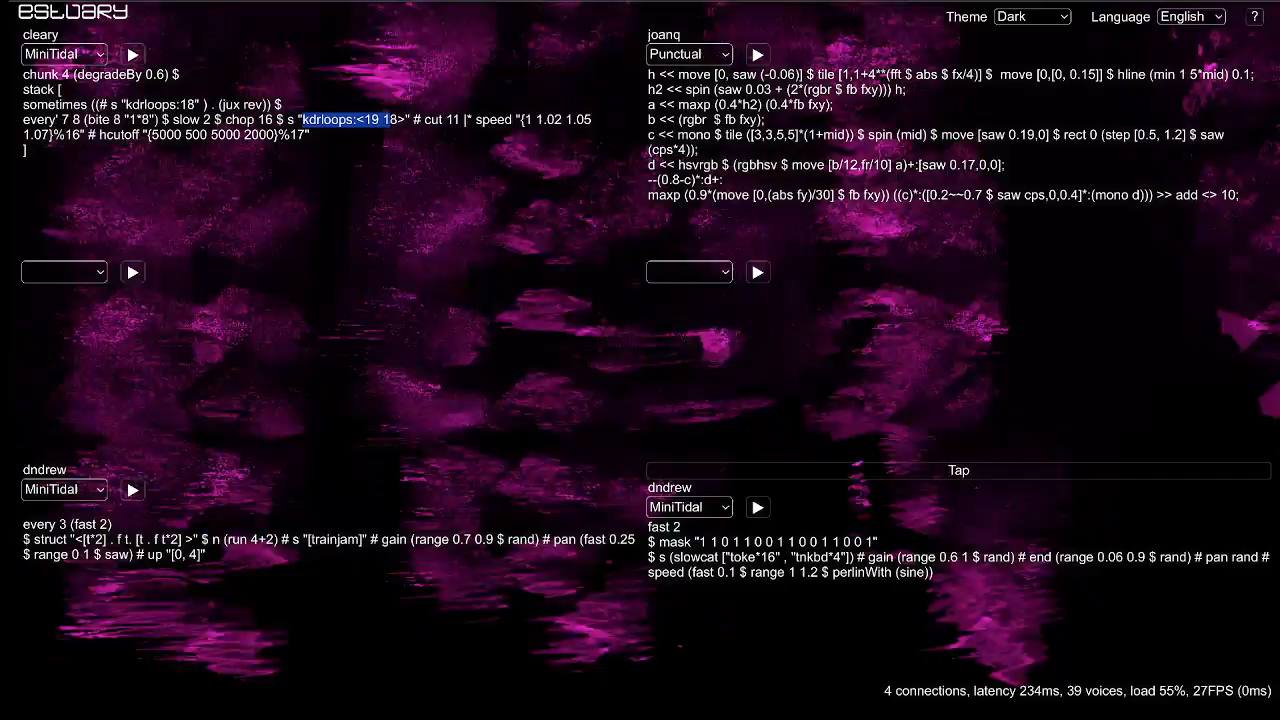 estuary
Theme Dark Language English ?
cleary
MiniTidal
chunk 4 (degradeBy 0.6) $
stack [
sometimes ((# s "kdrloops:18" ) . (jux rev)) $
every' 7 8 (bite 8 "1*8") $ slow 2 $ chop 16 $ s "kdrloops:<19 18>" # cut 11 |* speed "{1 1.02 1.05
1.07}%16" # hcutoff "{5000 500 5000 2000}%17"
]
joanq
Punctual
h << move [0, saw (-0.06)] $ tile [1,1+4**(fft $ abs $ fx/4)] $  move [0,[0, 0.15]] $ hline (min 1 5*mid) 0.1;
h2 << spin (saw 0.03 + (2*(rgbr $ fb fxy))) h;
a << maxp (0.4*h2) (0.4*fb fxy);
b << (rgbr  $ fb fxy);
c << mono $ tile ([3,3,5,5]*(1+mid)) $ spin (mid) $ move [saw 0.19,0] $ rect 0 (step [0.5, 1.2] $ saw
(cps*4));
d << hsvrgb $ (rgbhsv $ move [b/12,fr/10] a)+:[saw 0.17,0,0];
--(0.8-c)*:d+:
maxp (0.9*(move [0,(abs fy)/30] $ fb fxy)) ((c)*:([0.2~~0.7 $ saw cps,0,0.4]*:(mono d))) >> add <> 10;
dndrew
MiniTidal
every 3 (fast 2)
$ struct "<[t*2] . f t. [t . f t*2] >" $ n (run 4+2) # s "[trainjam]" # gain (range 0.7 0.9 $ rand) # pan (fast 0.25
$ range 0 1 $ saw) # up "[0, 4]"
Tap
dndrew
MiniTidal
fast 2
$ mask "1 1 0 1 1 0 0 1 1 0 0 1 1 0 0 1"
$ s (slowcat ["toke*16" , "tnkbd*4"]) # gain (range 0.6 1 $ rand) # end (range 0.06 0.9 $ rand) # pan rand #
speed (fast 0.1 $ range 1 1.2 $ perlinWith (sine))
4 connections, latency 234ms, 39 voices, load 55%, 27FPS (0ms)